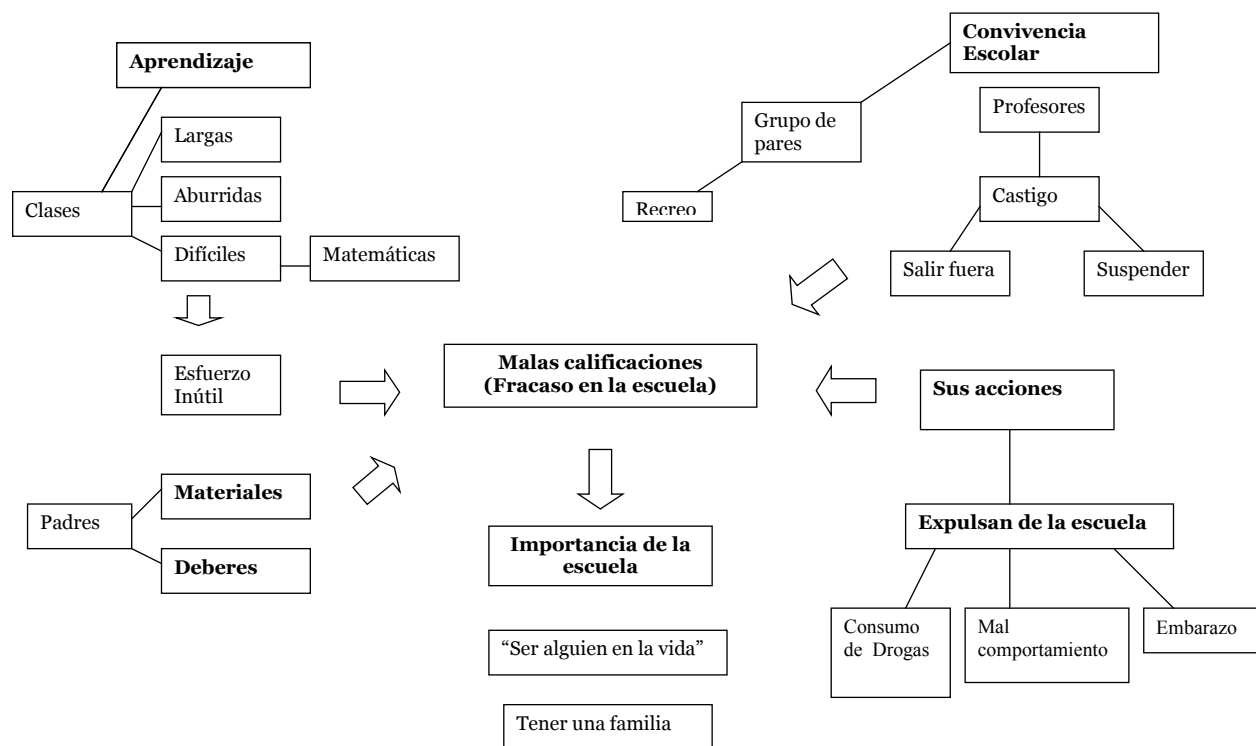 Aprendizaje
Largas
Clases
Aburridas
Difíciles
Matemáticas
Convivencia
Escolar
Profesores
Grupo de
pares
Recreo
Castigo
Salir fuera
Suspender
Esfuerzo
Inútil
Malas calificaciones
(Fracaso en la escuela)
Sus acciones
Padres
Materiales
Deberes
Importancia de la
escuela
Expulsan de la escuela
"Ser alguien en la vida"
Tener una familia
Consumo
de Drogas
Mal
comportamiento
Embarazo